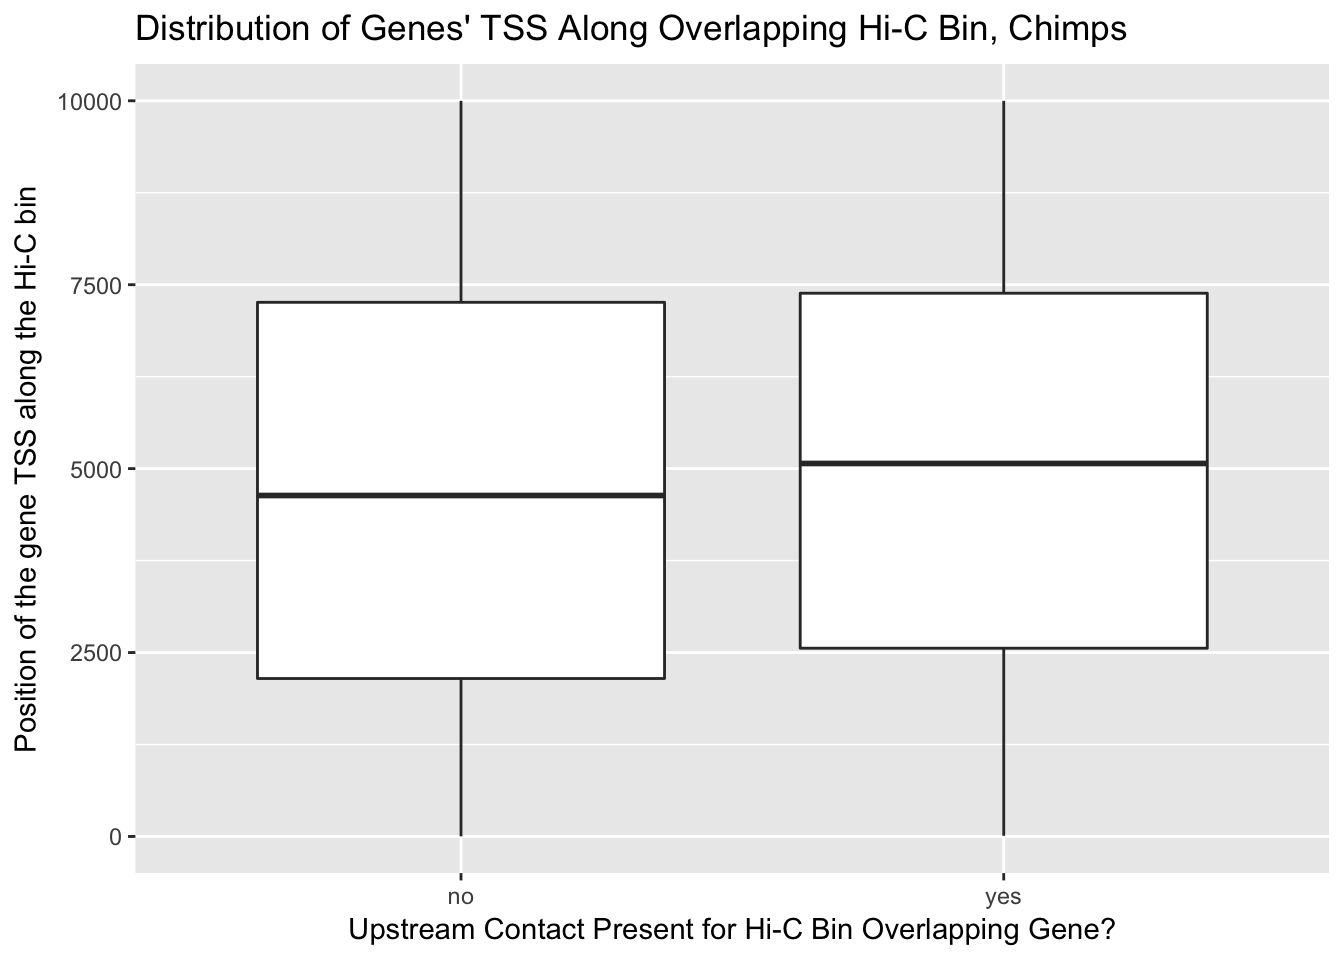 Distribution of Genes' TSS Along Overlapping Hi-C Bin, Chimps
Position of the gene TSS along the Hi-C bin
10000
7500
5000
2500
0
no
yes
Upstream Contact Present for Hi-C Bin Overlapping Gene?